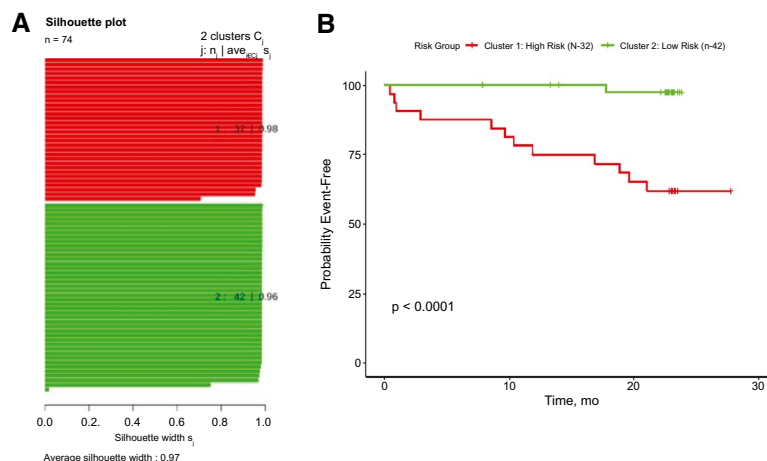 A
Silhouette plot
n = 74
2 clusters Cj
j: nj | ave i∈Cj sj
1 : 32 | 0.98
2 : 42 | 0.96
0.0 0.2. 0.4 0.6 0.8 1.0
Silhouette width sj
Average silhouette width : 0.97
B
Risk Group Cluster 1: High Risk (N-32) Cluster 2: Low Risk (n-42)
Probability Event-Free
100
75
50
25
0
p < 0.0001
0 10 20 30
Time, mo